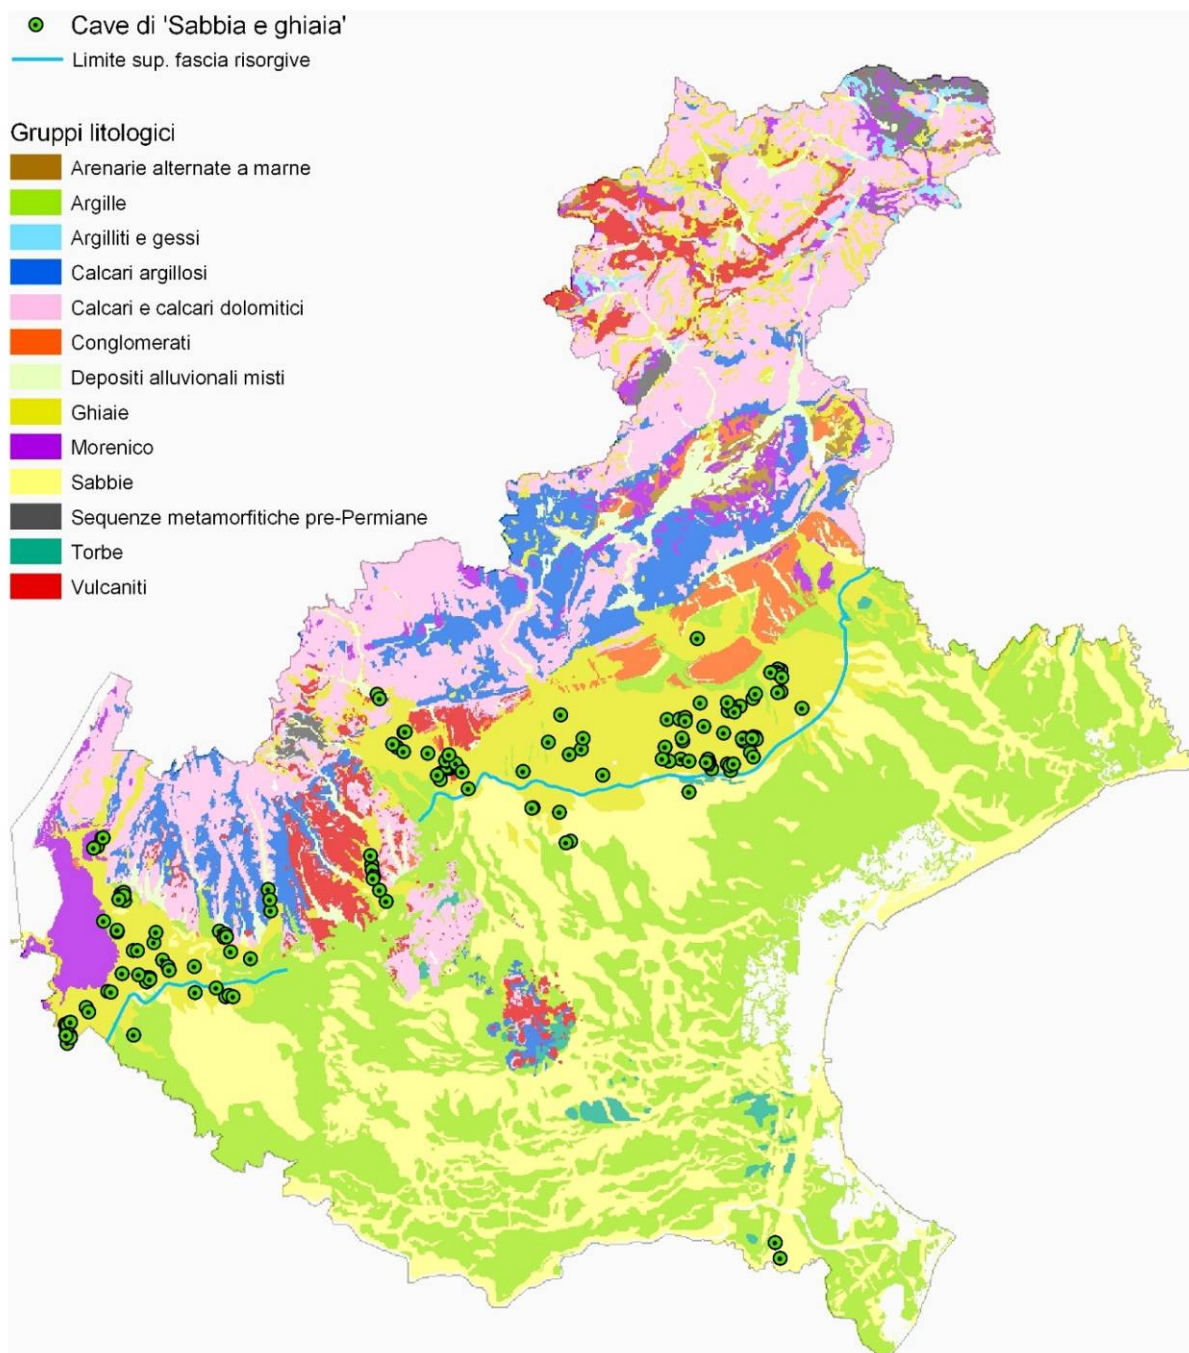 Cave di 'Sabbia e ghiaia'
Limite sup. fascia risorgive
Gruppi litologici
Arenarie alternate a marne
Argille
Argilliti e gessi
Calcari argillosi
Calcari e calcari dolomitici
Conglomerati
Depositi alluvionali misti
Ghiaie
Morenico
Sabbie
Sequenze metamorfitiche pre-Permiane
Torbe
Vulcaniti